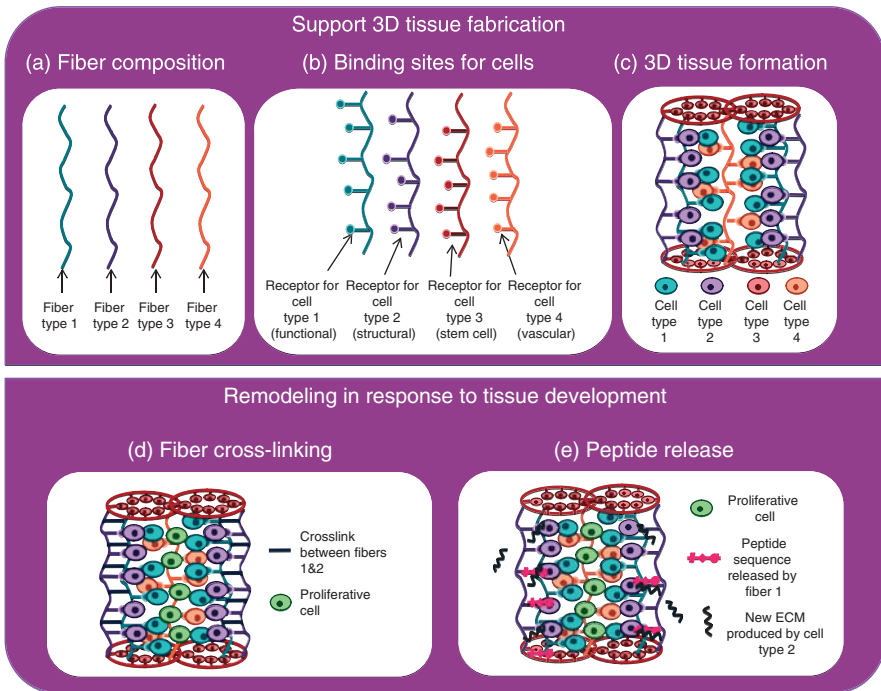 Support 3D tissue fabrication
(a) Fiber composition
Fiber
type 1
Fiber
type 2
Fiber
type 3
Fiber
type 4
(b) Binding sites for cells
Receptor for
cell
type 1
(functional)
Receptor for
cell
type 2
(structural)
Receptor for
cell
type 3
(stem cell)
Receptor for
cell
type 4
(vascular)
(c) 3D tissue formation
Cell
type
1
Cell
type
2
Cell
type
3
Cell
type
4
Remodeling in response to tissue development
(d) Fiber cross-linking
Crosslink
between fibers
1&2
Proliferative
cell
(e) Peptide release
Proliferative
cell
Peptide
sequence
released by
fiber 1
New ECM
produced by cell
type 2